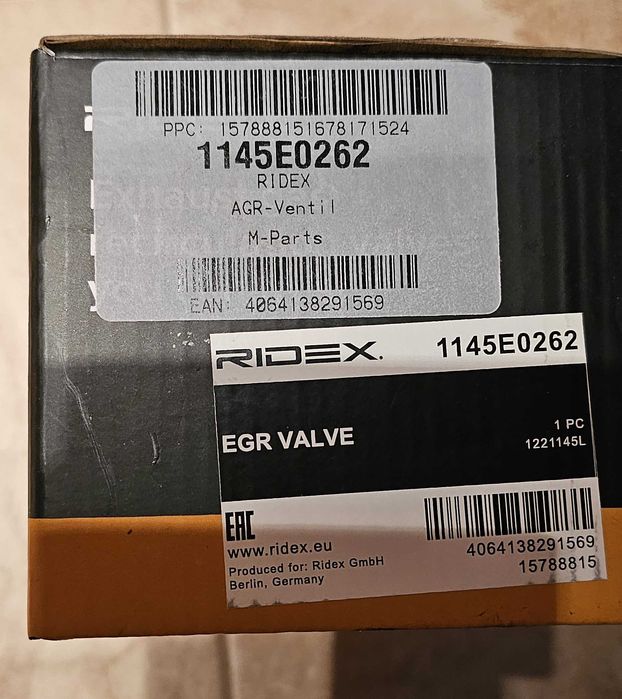 PPC: 157888151678171524
1145E0262
RIDEX
AGR-Ventil
M-Parts
EAN: 4064138291569
RIDEX. 1145E0262
EGR VALVE
1 PC
1221145L
EAC
www.ridex.eu
Produced for: Ridex GmbH
Berlin, Germany
4064138291569
15788815